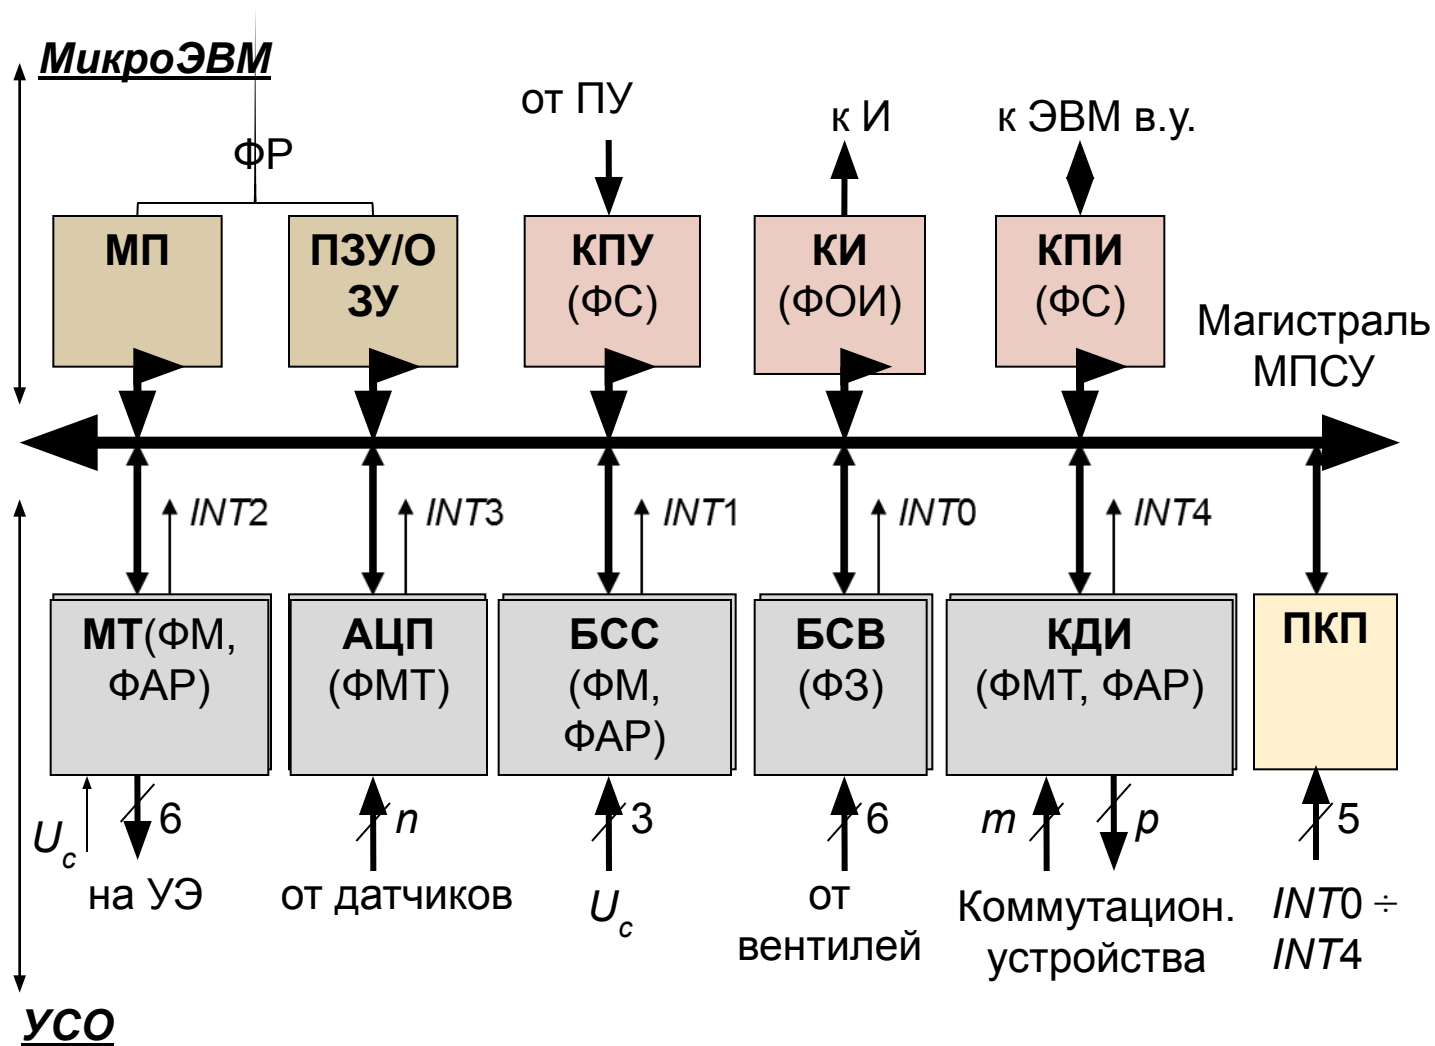 МикроЭВМ
ФР
от ПУ
к И
к ЭВМ в.у.
МП
ПЗУ/О
ЗУ
КПУ
(ФС)
КИ
(ФОИ)
КПИ
(ФС)
Магистраль
МПСУ
INT2
INT3
INT1
INT0
INT4
МТ(ФМ,
ФАР)
АЦП
(ФМТ)
БСС
(ФМ,
ФАР)
БСВ
(ФЗ)
КДИ
(ФМТ, ФАР)
ПКП
Uc
6
на УЭ
n
от датчиков
3
Uc
6
от
вентилей
m
p
Коммутацион.
устройства
5
INT0 ÷
INT4
УСО